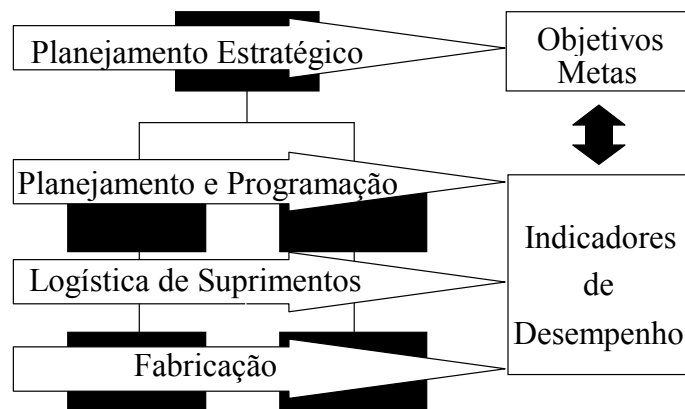 Planejamento Estratégico
Objetivos
Metas
Planejamento e Programação
Logística de Suprimentos
Fabricação
Indicadores
de
Desempenho